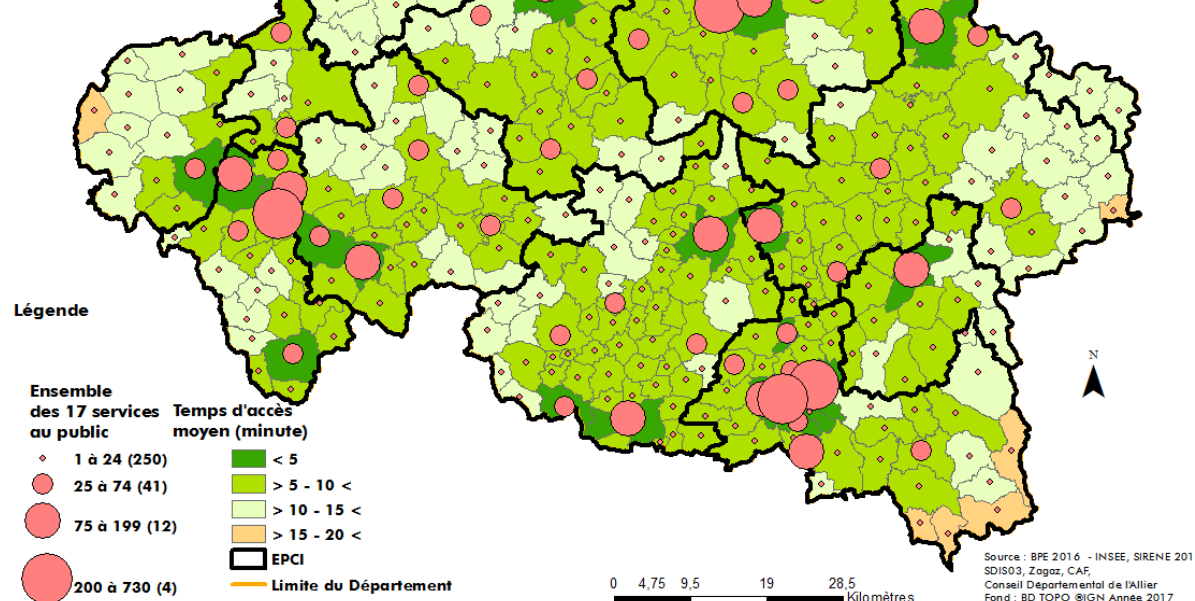 Légende
Ensemble
des 17 services
au public
1 à 24 (250)
25 à 74 (41)
75 à 199 (12)
200 à 730 (4)
Temps d'accès
moyen (minute)
< 5
> 5 - 10 <
> 10 - 15 <
> 15 - 20 <
EPCI
Limite du Département
N
0 4,75 9,5 19 28,5
Kilomètres
Source : BPE 2016 - INSEE, SIRENE 201
SDIS03, Zagaz, CAF,
Conseil Départemental de l'Allier
Fond : BD TOPO ®IGN Année 2017